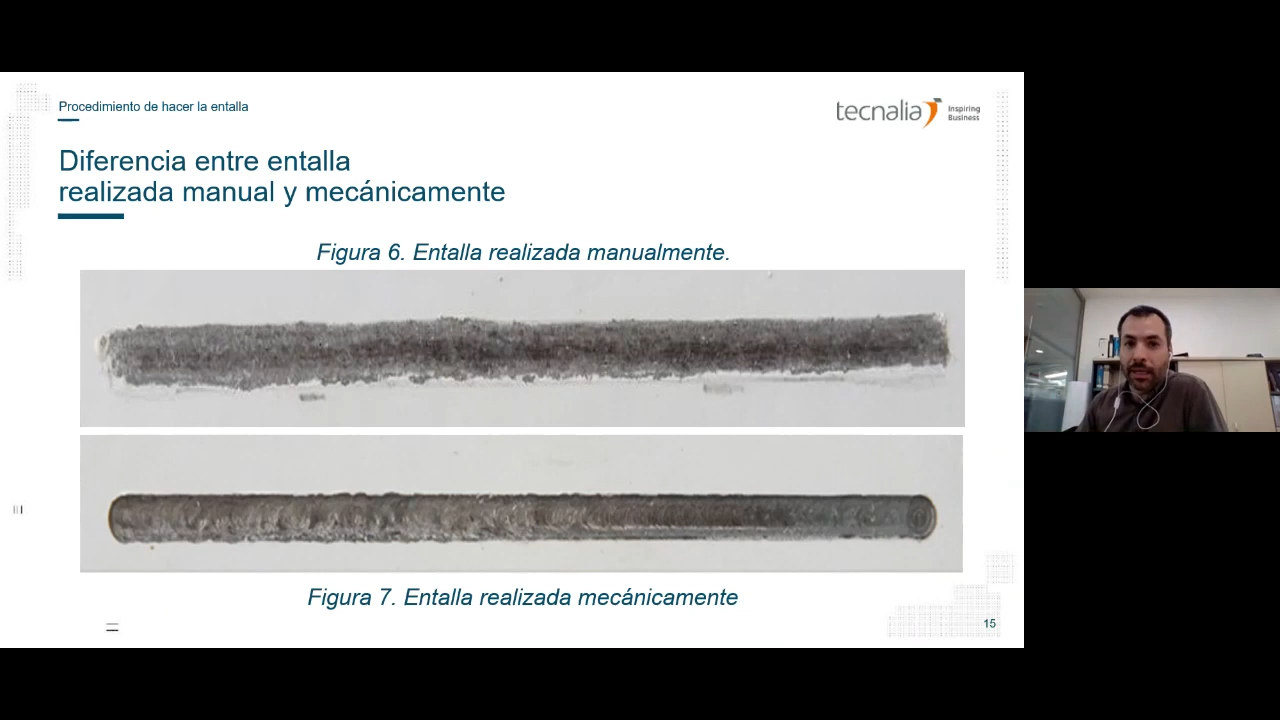 Procedimiento de hacer la entalla
tecnalia Inspiring
Business
Diferencia entre entalla
realizada manual y mecánicamente
Figura 6. Entalla realizada manualmente.
Figura 7. Entalla realizada mecánicamente
15